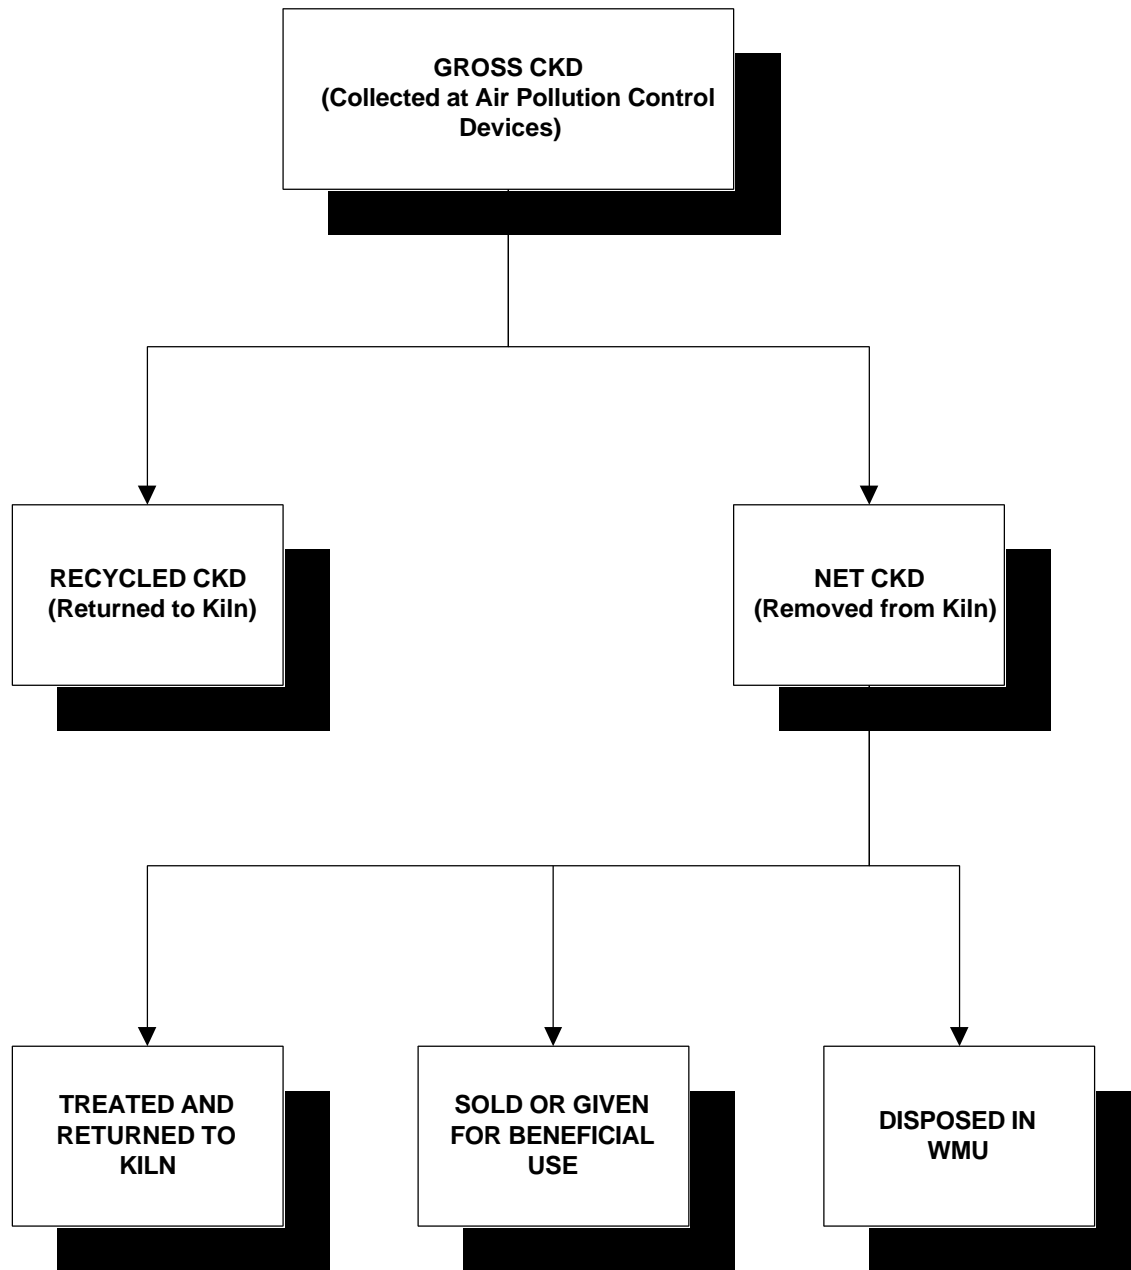 GROSS CKD
(Collected at Air Pollution Control
Devices)
RECYCLED CKD
(Returned to Kiln)
NET CKD
(Removed from Kiln)
TREATED AND
RETURNED TO
KILN
SOLD OR GIVEN
FOR BENEFICIAL
USE
DISPOSED IN
WMU